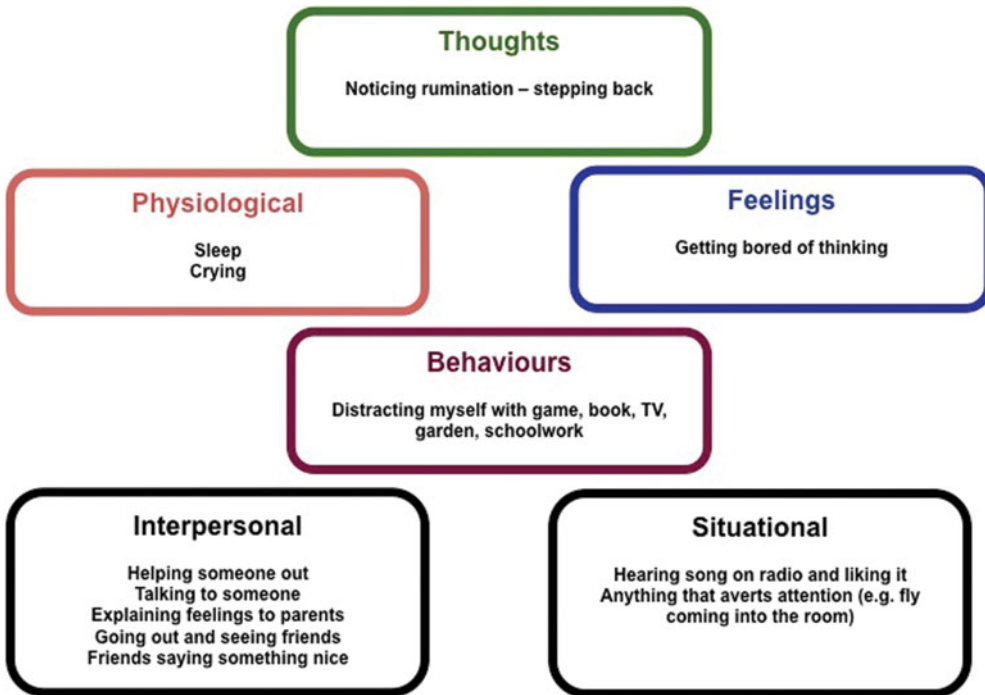 Thoughts
Noticing rumination – stepping back
Physiological
Sleep
Crying
Feelings
Getting bored of thinking
Behaviours
Distracting myself with game, book, TV,
garden, schoolwork
Interpersonal
Helping someone out
Talking to someone
Explaining feelings to parents
Going out and seeing friends
Friends saying something nice
Situational
Hearing song on radio and liking it
Anything that averts attention (e.g. fly
coming into the room)